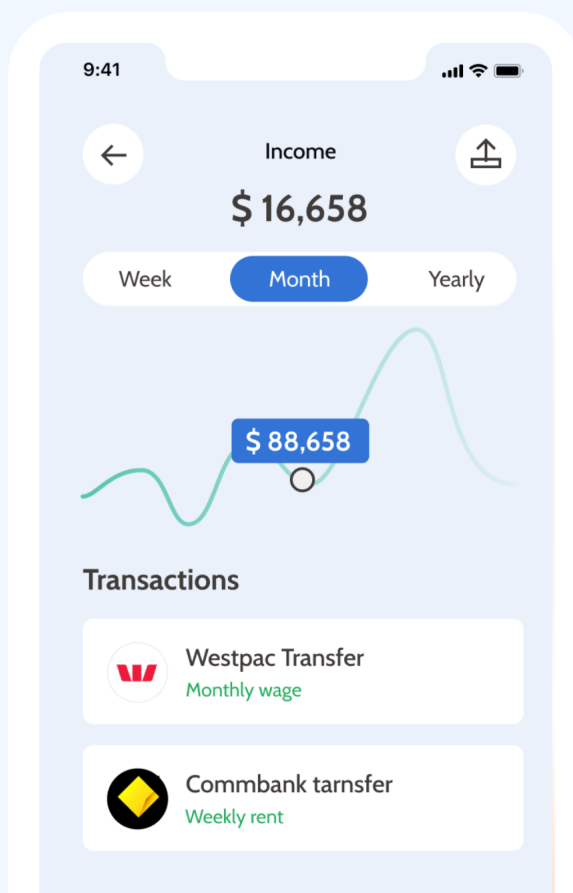 9:41
Income
$ 16,658
Week Month Yearly
$ 88,658
Transactions
Westpac Transfer
Monthly wage
Commbank tarnsfer
Weekly rent